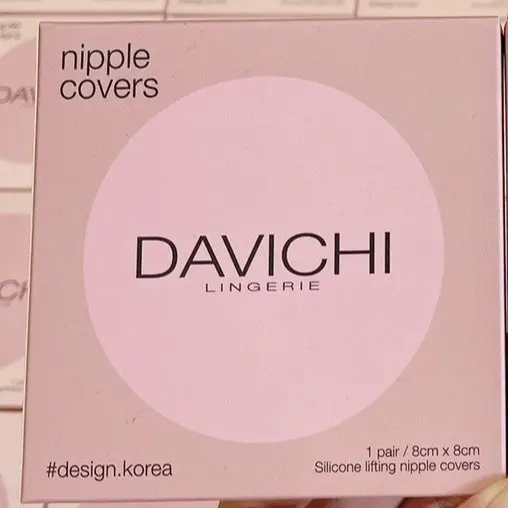 nipple
covers
DAVICHI
LINGERIE
#design.korea
1 pair / 8cm x 8cm
Silicone lifting nipple covers